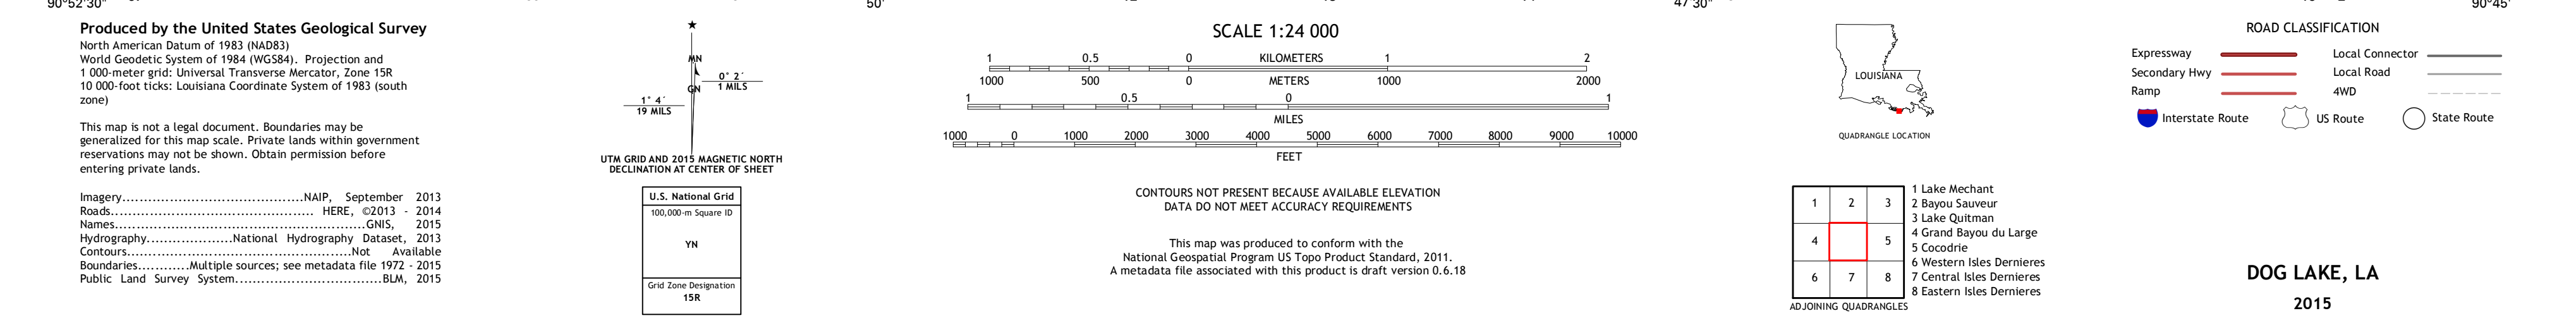 90°52'30"
50'
47'30"
90°45'
Produced by the United States Geological Survey
North American Datum of 1983 (NAD83)
World Geodetic System of 1984 (WGS84). Projection and
1 000-meter grid: Universal Transverse Mercator, Zone 15R
10 000-foot ticks: Louisiana Coordinate System of 1983 (south
zone)
This map is not a legal document. Boundaries may be
generalized for this map scale. Private lands within government
reservations may not be shown. Obtain permission before
entering private lands.
Imagery......................................NAIP, September 2013
Roads........................................... HERE, ©2013 - 2014
Names......................................................GNIS, 2015
Hydrography....................National Hydrography Dataset, 2013
Contours..................................................Not Available
Boundaries...........Multiple sources; see metadata file 1972 - 2015
Public Land Survey System................................BLM, 2015
MN
0° 2´
1 MILS
GN
1° 4´
19 MILS
UTM GRID AND 2015 MAGNETIC NORTH
DECLINATION AT CENTER OF SHEET
U.S. National Grid
100,000-m Square ID
YN
Grid Zone Designation
15R
SCALE 1:24 000
1 0.5 0 KILOMETERS 1 2
1000 500 0 METERS 1000 2000
1 0.5 0 1
MILES
1000 0 1000 2000 3000 4000 5000 6000 7000 8000 9000 10000
FEET
CONTOURS NOT PRESENT BECAUSE AVAILABLE ELEVATION
DATA DO NOT MEET ACCURACY REQUIREMENTS
This map was produced to conform with the
National Geospatial Program US Topo Product Standard, 2011.
A metadata file associated with this product is draft version 0.6.18
LOUISIANA
QUADRANGLE LOCATION
1 2 3
4 5
6 7 8
ADJOINING QUADRANGLES
1 Lake Mechant
2 Bayou Sauveur
3 Lake Quitman
4 Grand Bayou du Large
5 Cocodrie
6 Western Isles Dernieres
7 Central Isles Dernieres
8 Eastern Isles Dernieres
ROAD CLASSIFICATION
Expressway
Local Connector
Secondary Hwy
Local Road
Ramp
4WD
Interstate Route
US Route
State Route
DOG LAKE, LA
2015